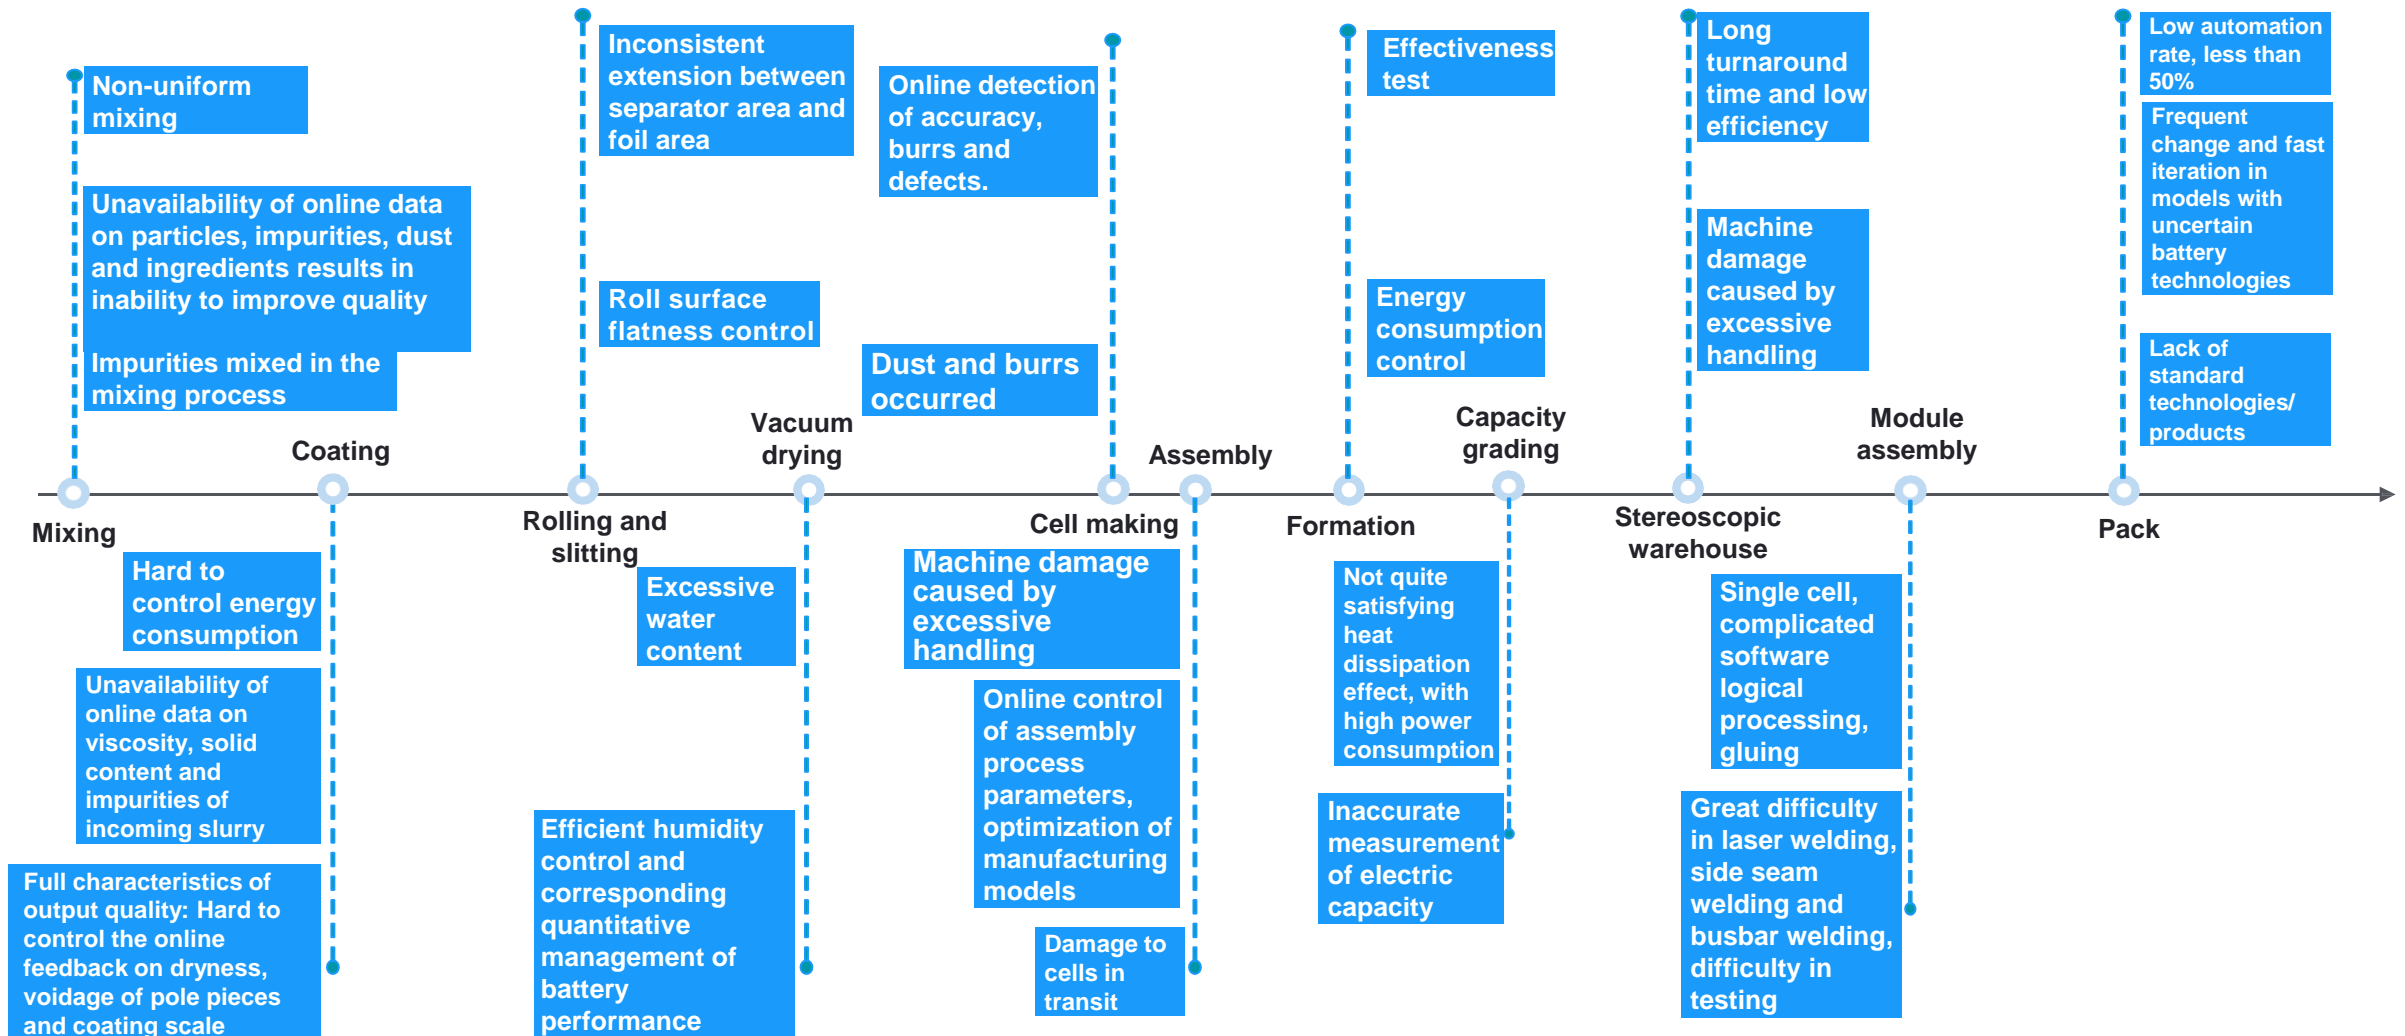 Non-uniform
mixing
Unavailability of online data
on particles, impurities, dust
and ingredients results in
inability to improve quality
Impurities mixed in the
mixing process
Mixing
Coating
Hard to
control energy
consumption
Unavailability of
online data on
viscosity, solid
content and
impurities of
incoming slurry
Full characteristics of
output quality: Hard to
control the online
feedback on dryness,
voidage of pole pieces
and coating scale
Inconsistent
extension between
separator area and
foil area
Roll surface
flatness control
Rolling and
slitting
Vacuum
drying
Excessive
water
content
Efficient humidity
control and
corresponding
quantitative
management of
battery
performance
Online detection
of accuracy,
burrs and
defects.
Dust and burrs
occurred
Cell making
Assembly
Machine damage
caused by
excessive
handling
Online control
of assembly
process
parameters,
optimization of
manufacturing
models
Damage to
cells in
transit
Effectiveness
test
Energy
consumption
control
Formation
Capacity
grading
Not quite
satisfying
heat
dissipation
effect, with
high power
consumption
Inaccurate
measurement
of electric
capacity
Long
turnaround
time and low
efficiency
Machine
damage
caused by
excessive
handling
Stereoscopic
warehouse
Module
assembly
Single cell,
complicated
software
logical
processing,
gluing
Great difficulty
in laser welding,
side seam
welding and
busbar welding,
difficulty in
testing
Low automation
rate, less than
50%
Frequent
change and fast
iteration in
models with
uncertain
battery
technologies
Lack of
standard
technologies/
products
Pack